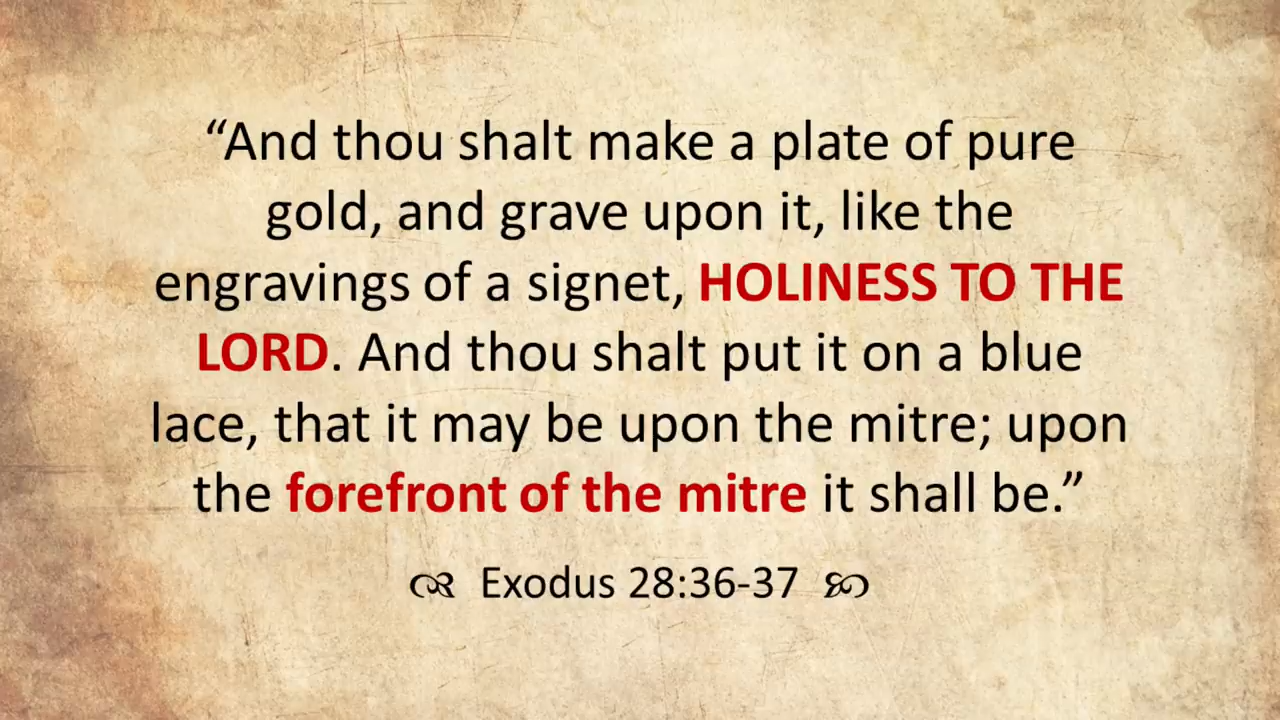 “And thou shalt make a plate of pure
gold, and grave upon it, like the
engravings of a signet, HOLINESS TO THE
LORD. And thou shalt put it on a blue
lace, that it may be upon the mitre; upon
the forefront of the mitre it shall be.”
Exodus 28:36-37